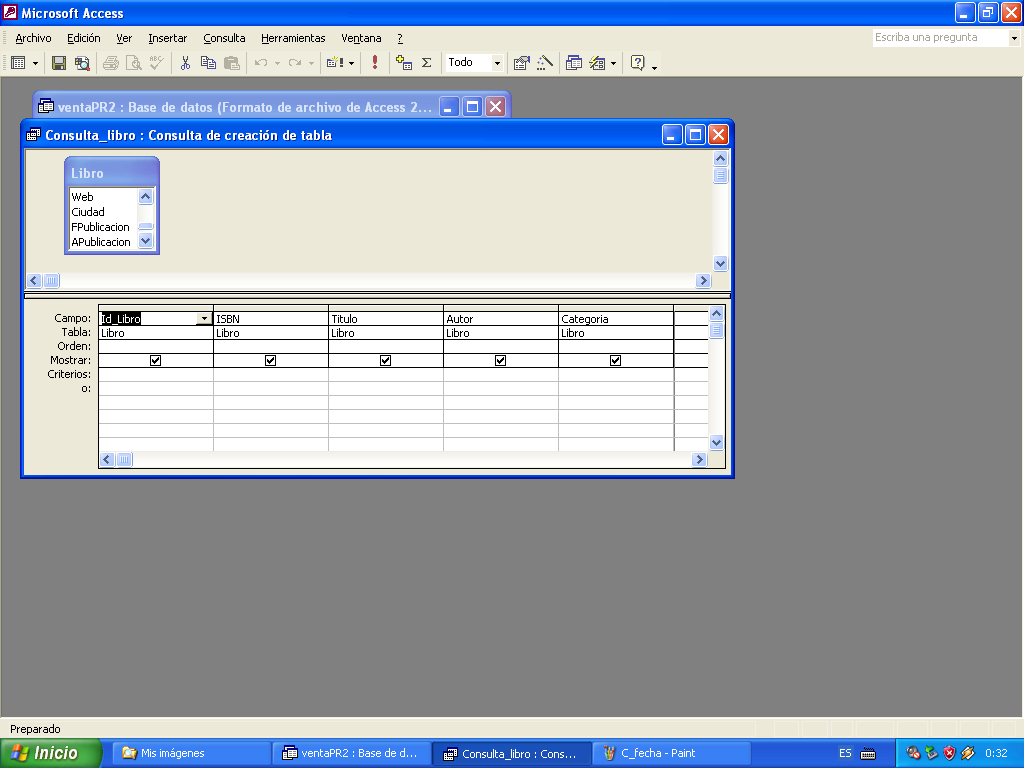 Microsoft Access
Archivo Edición Ver Insertar Consulta Herramientas Ventana ? Escriba una pregunta
Todo
ventaPR2 : Base de datos (Formato de archivo de Access 2...
Consulta_libro : Consulta de creación de tabla
Libro
Web
Ciudad
FPublicacion
APublicacion
Campo: Id_Libro ISBN Titulo Autor Categoria
Tabla: Libro Libro Libro Libro Libro
Orden:
Mostrar:
Criterios:
o:
Preparado
Inicio Mis imágenes ventaPR2 : Base de d... Consulta_libro : Cons... C_fecha - Paint ES 0:32